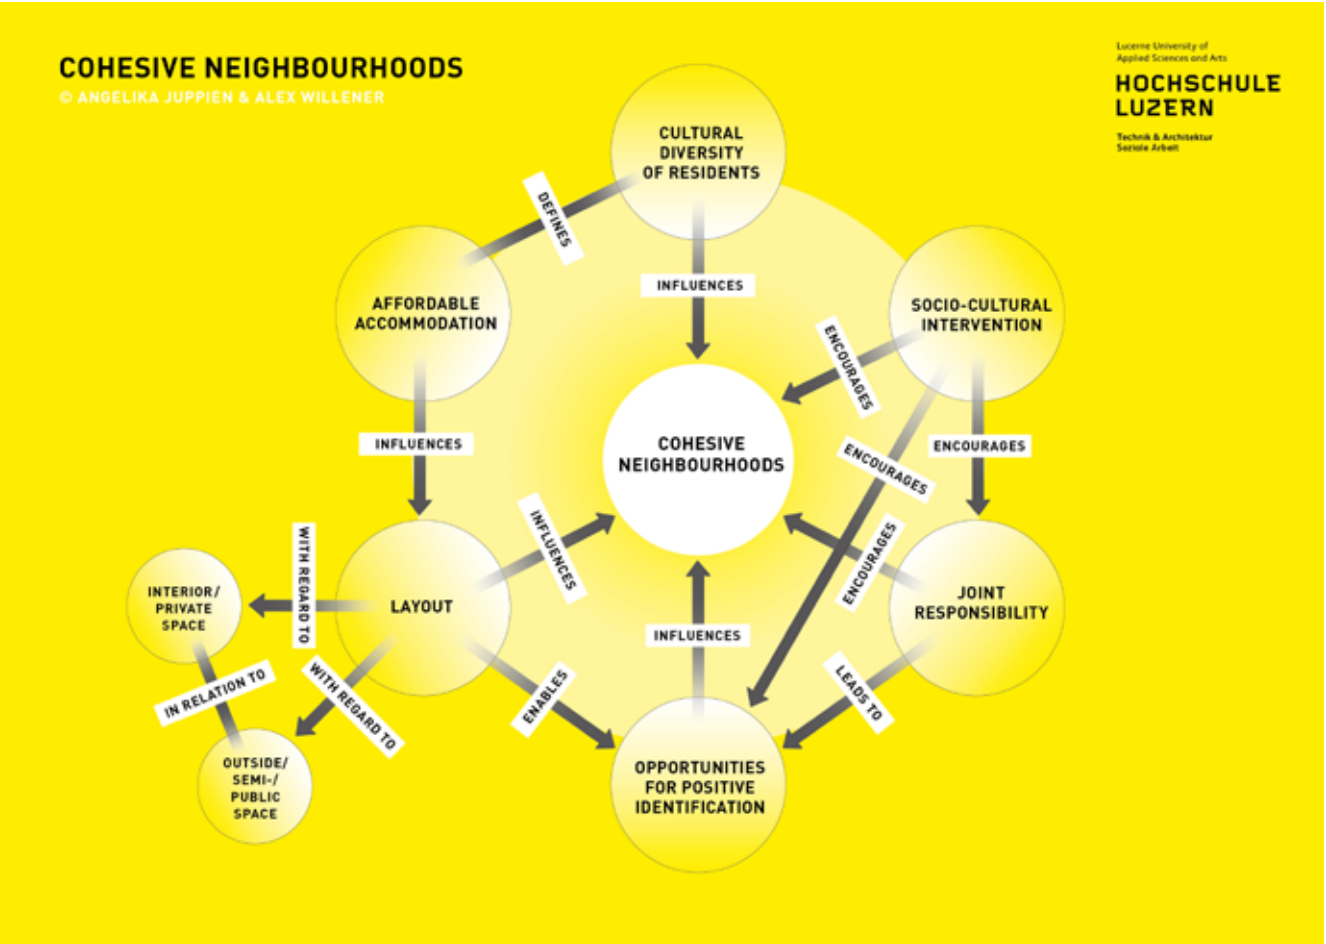 COHESIVE NEIGHBOURHOODS
© ANGELIKA JUPPIEN & ALEX WILLENER
Lucerne University of
Applied Sciences and Arts
HOCHSCHULE
LUZERN
Technik & Architektur
Soziale Arbeit
CULTURAL
DIVERSITY
OF RESIDENTS
DEFINES
INFLUENCES
AFFORDABLE
ACCOMMODATION
SOCIO-CULTURAL
INTERVENTION
ENCOURAGES
INFLUENCES
COHESIVE
NEIGHBOURHOODS
ENCOURAGES
ENCOURAGES
WITH REGARD TO
INFLUENCES
ENCOURAGES
INTERIOR/
PRIVATE
SPACE
LAYOUT
JOINT
RESPONSIBILITY
INFLUENCES
IN RELATION TO
WITH REGARD TO
ENABLES
LEADS TO
OUTSIDE/
SEMI-/
PUBLIC
SPACE
OPPORTUNITIES
FOR POSITIVE
IDENTIFICATION